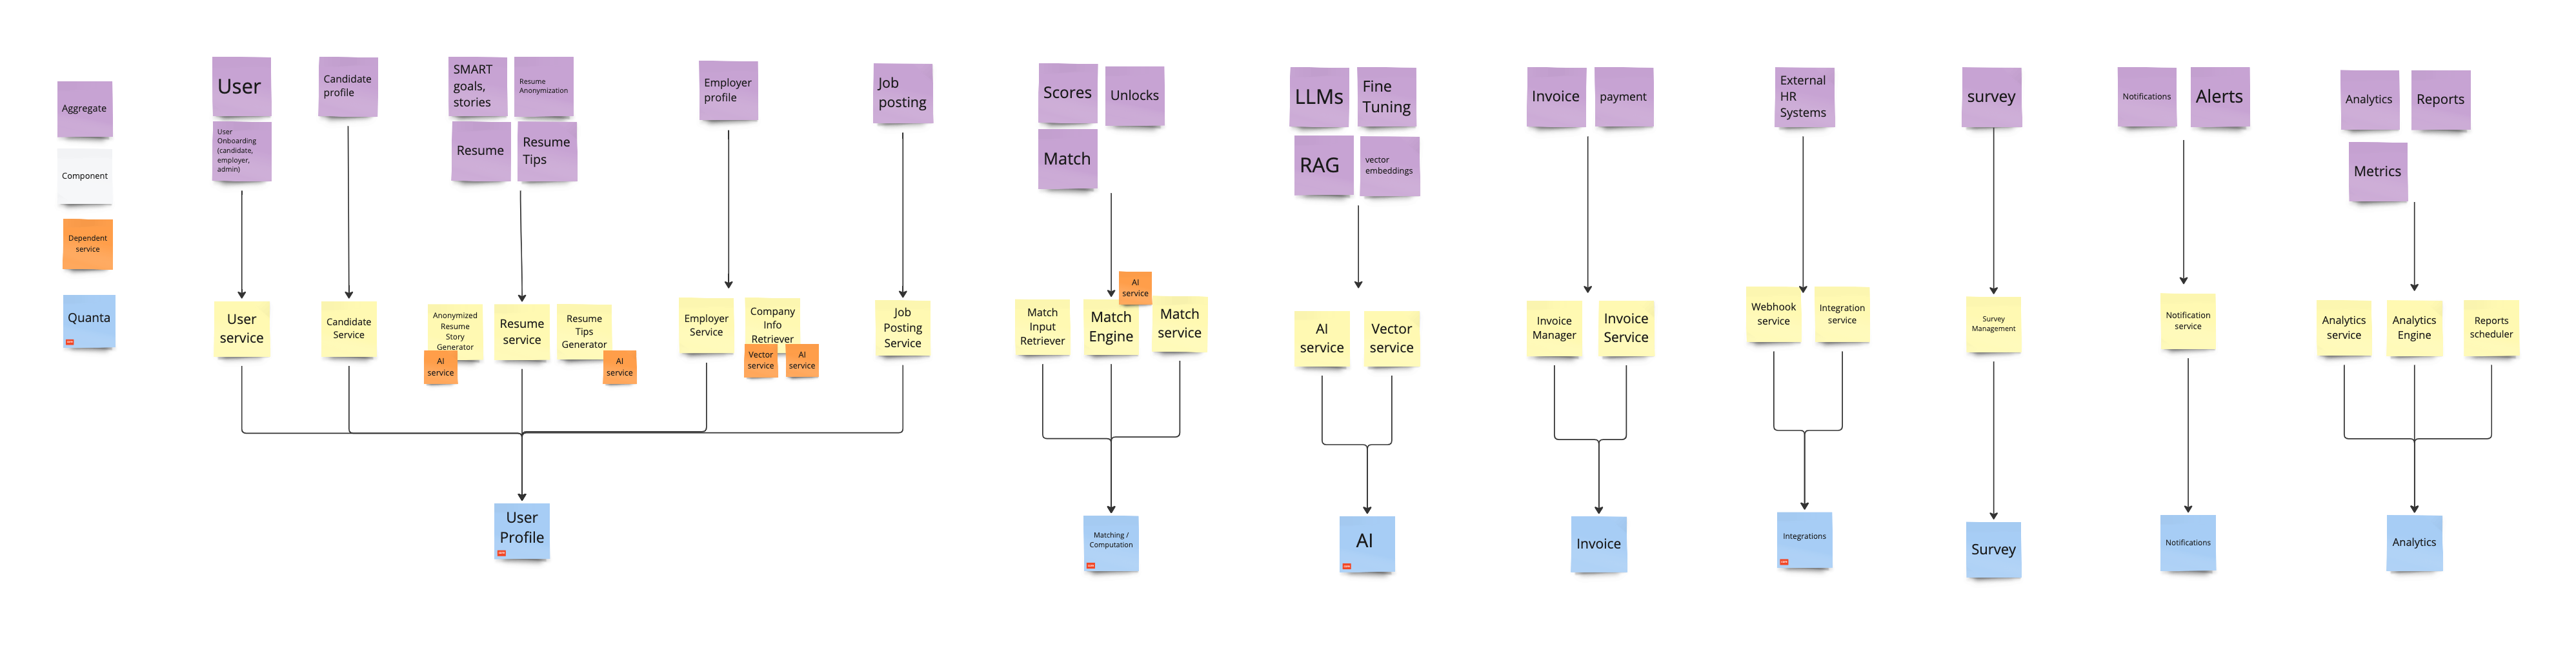 Aggregate
Component
Dependent
service
Quanta
User
User
Onboarding
(candidate,
employer,
admin)
Candidate
profile
SMART
goals,
stories
Resume
Anonymization
Resume
Resume
Tips
Employer
profile
Job
posting
Scores
Unlocks
Match
LLMs
Fine
Tuning
RAG
vector
embeddings
Invoice
payment
External
HR
Systems
survey
Notifications
Alerts
Analytics
Reports
Metrics
User
service
Candidate
Service
Anonymized
Resume
Story
Generator
AI
service
Resume
service
Resume
Tips
Generator
AI
service
Employer
Service
Company
Info
Retriever
Vector
service
AI
service
Job
Posting
Service
Match
Input
Retriever
Match
Engine
AI
service
Match
service
AI
service
Vector
service
Invoice
Manager
Invoice
Service
Webhook
service
Integration
service
Survey
Management
Notification
service
Analytics
service
Analytics
Engine
Reports
scheduler
User
Profile
Matching /
Computation
AI
Invoice
Integrations
Survey
Notifications
Analytics